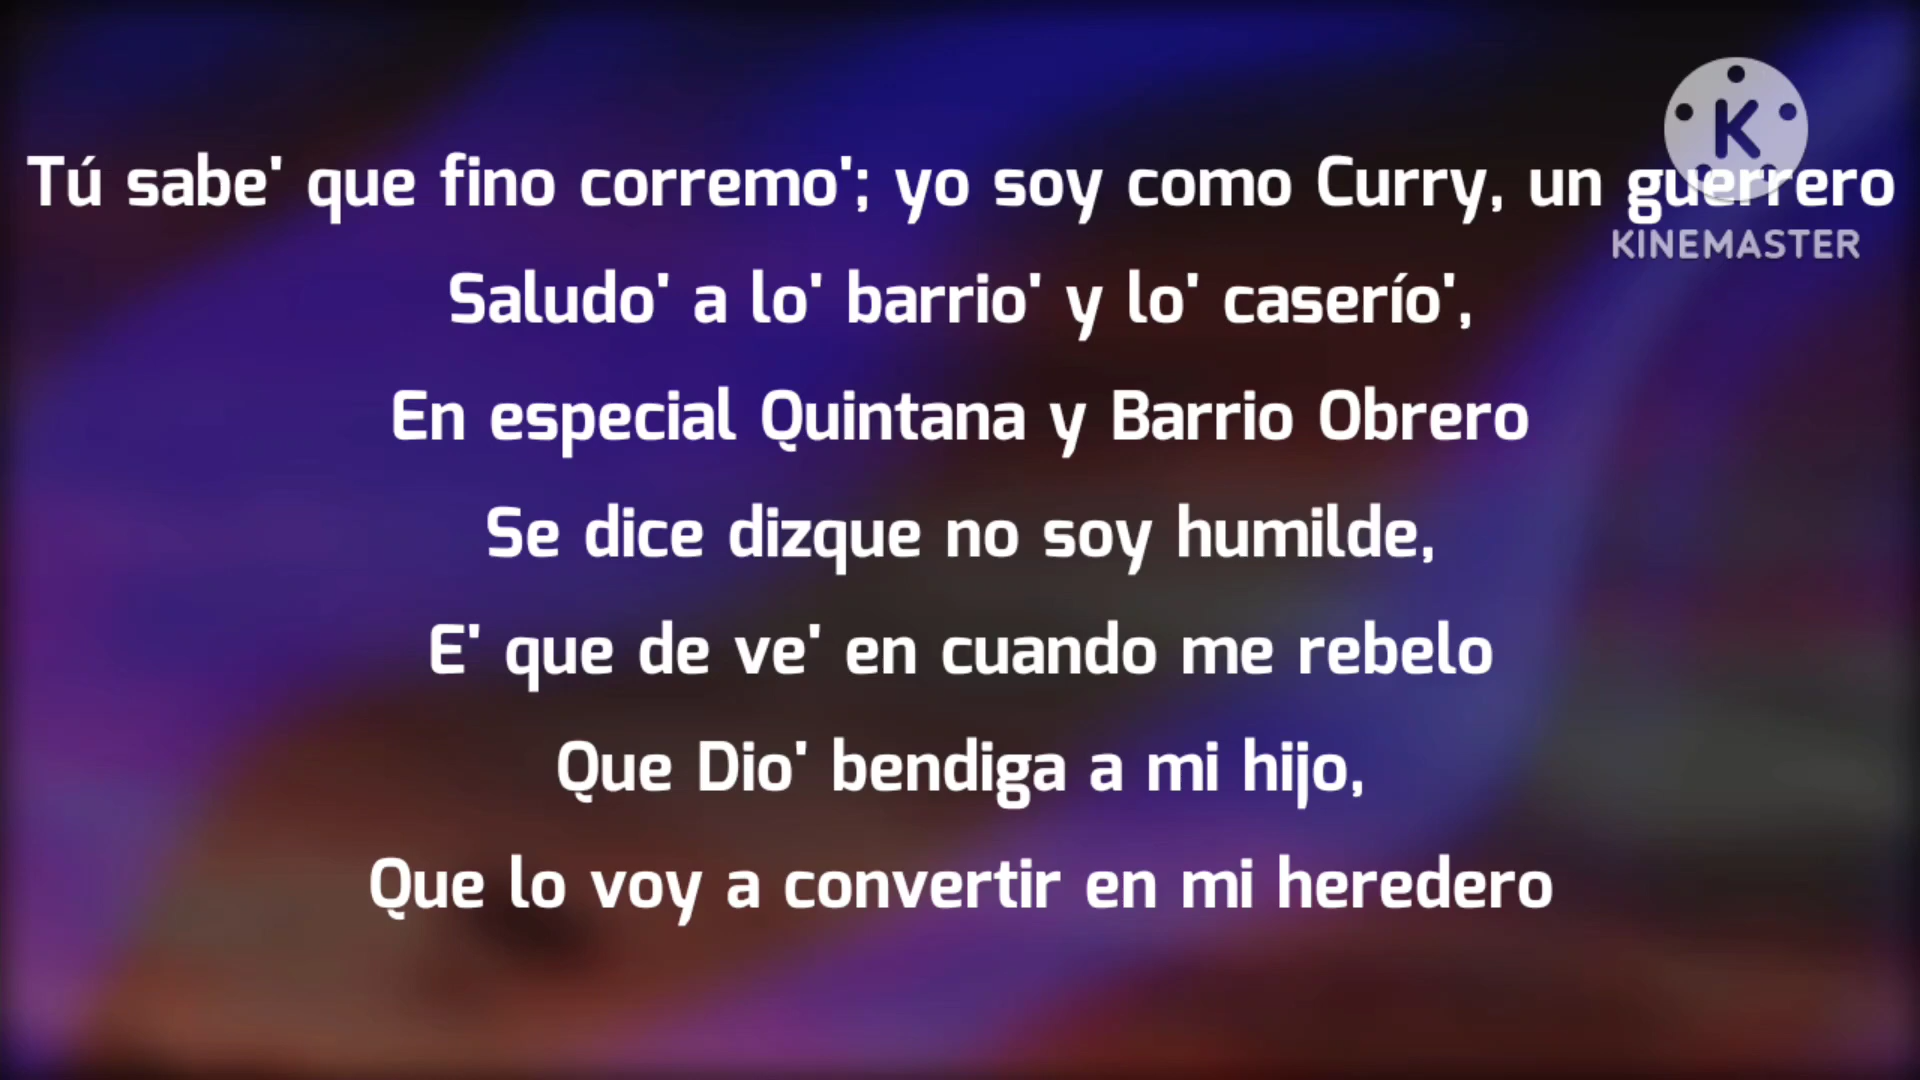 Tú sabe' que fino corremo'; yo soy como Curry, un guerrero
K
KINEMASTER
Saludo' a lo' barrio' y lo' caserío',
En especial Quintana y Barrio Obrero
Se dice dizque no soy humilde,
E' que de ve' en cuando me rebelo
Que Dio' bendiga a mi hijo,
Que lo voy a convertir en mi heredero